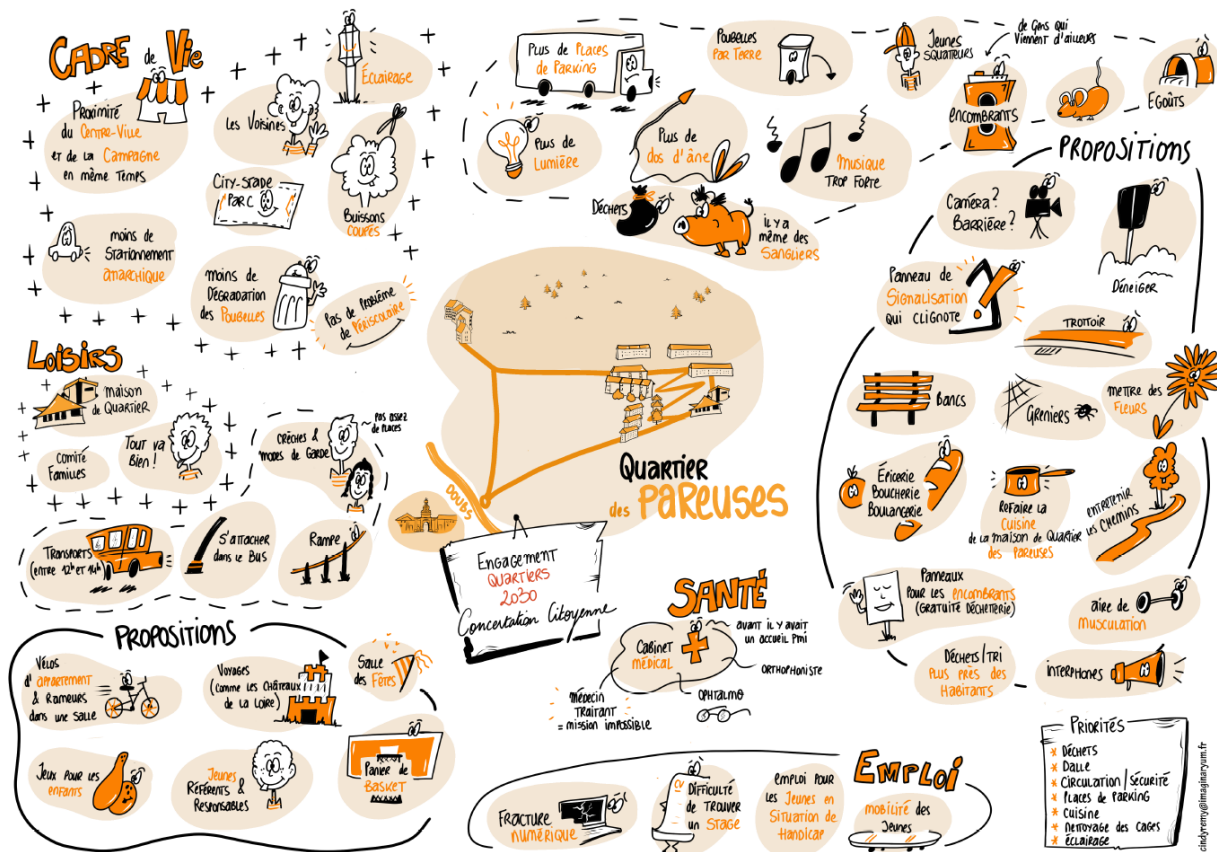 CADRE de Vie
Proximité
du Centre-Ville
et de la Campagne
en même temps
Les Voisines
Éclairage
City-stade
Parc
Buissons
coupés
moins de
stationnement
anarchique
moins de
Dégradation
des Poubelles
Pas de problème
de périscolaire
Plus de Places
de Parking
Poubelles
par terre
Jeunes
squatteurs
de gens qui
viennent d'ailleurs
encombrants
Egoûts
Plus de
Lumière
Plus de
dos d'âne
musique
trop forte
Déchets
il y a
même des
Sangliers
PROPOSITIONS
Caméra?
Barrière?
Déneiger
Panneau de
Signalisation
qui clignote
Trottoir
Bancs
Greniers
mettre des
Fleurs
Épicerie
Boucherie
Boulangerie
Refaire la
Cuisine
de la maison de Quartier
des Pareuses
entretenir
les chemins
Panneaux
pour les encombrants
(gratuité déchetterie)
aire de
musculation
Déchets/tri
plus près des
habitants
interphones
Loisirs
maison
de Quartier
Comité
Familles
Tout va
Bien !
Crèches &
modes de garde
pas assez
de places
Transports
(entre 12h et 14h)
S'attacher
dans le Bus
Rampe
PROPOSITIONS
Vélos
d'appartement
& Rameurs
dans une salle
Voyages
(comme les Châteaux
de la Loire)
Salle
des
Fêtes
Jeux pour les
enfants
Jeunes
Référents &
Responsables
Panier de
Basket
DOUBS
Quartier
des Pareuses
Engagement
Quartiers
2030
Concertation Citoyenne
SANTÉ
Cabinet
médical
avant il y avait
un accueil PMI
orthophoniste
ophtalmo
médecin
traitant
= mission impossible
EMPLOI
Fracture
numérique
CV
Difficulté
de trouver
un stage
emploi pour
les Jeunes en
Situation de
Handicap
mobilité des
Jeunes
Priorités
* Déchets
* Dalle
* Circulation / sécurité
* Places de parking
* Cuisine
* nettoyage des cages
* éclairage
cindyremy@imaginaryum.fr